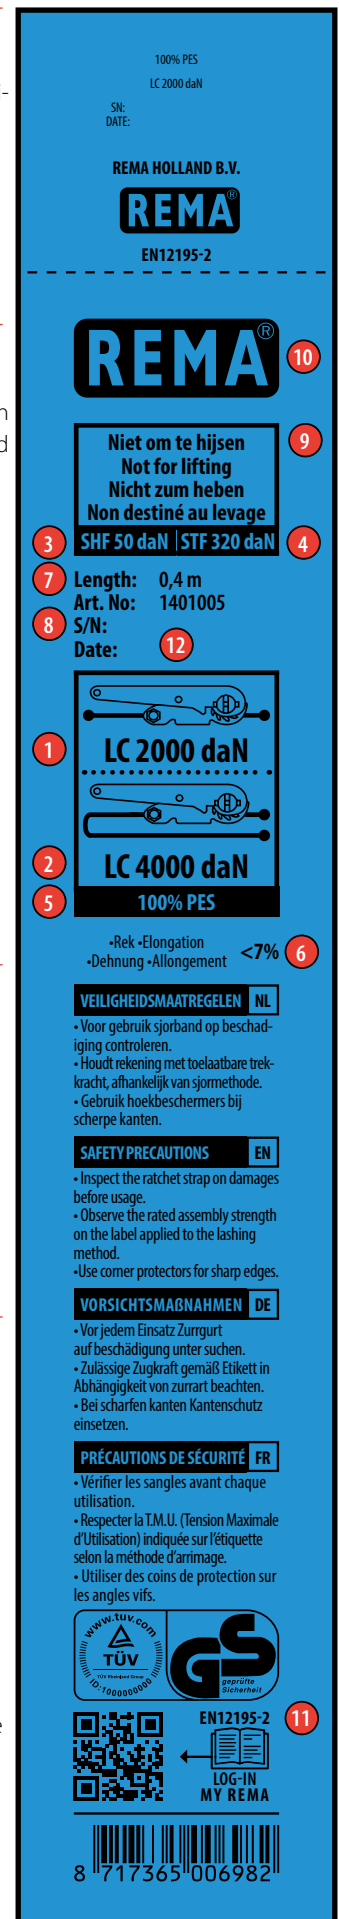 100% PES
LC 2000 daN
SN:
DATE:
REMA HOLLAND B.V.
REMA®
EN12195-2
REMA®
10
Niet om te hijsen
Not for lifting
Nicht zum heben
Non destiné au levage
9
3
SHF 50 daN STF 320 daN
4
7
Length: 0,4 m
Art. No: 1401005
8
S/N:
Date:
12
1
LC 2000 daN
2
LC 4000 daN
5
100% PES
•Rek •Elongation
•Dehnung •Allongement
<7%
6
VEILIGHEIDSMAATREGELEN NL
• Voor gebruik sjorband op beschad-
iging controleren.
• Houdt rekening met toelaatbare trek-
kracht, afhankelijk van sjormethode.
• Gebruik hoekbeschermers bij
scherpe kanten.
SAFETY PRECAUTIONS EN
• Inspect the ratchet strap on damages
before usage.
• Observe the rated assembly strength
on the label applied to the lashing
method.
•Use corner protectors for sharp edges.
VORSICHTSMAßNAHMEN DE
• Vor jedem Einsatz Zurrgurt
auf beschädigung unter suchen.
• Zulässige Zugkraft gemäß Etikett in
Abhängigkeit von zurrart beachten.
• Bei scharfen kanten Kantenschutz
einsetzen.
PRÉCAUTIONS DE SÉCURITÉ FR
• Vérifier les sangles avant chaque
utilisation.
• Respecter la T.M.U. (Tension Maximale
d'Utilisation) indiquée sur l'étiquette
selon la méthode d'arrimage.
• Utiliser des coins de protection sur
les angles vifs.
www.tuv.com
TÜV
TÜV Rheinland Group
ID:1000000000
GS
geprüfte
Sicherheit
EN12195-2
11
LOG-IN
MY REMA
8 717365 006982